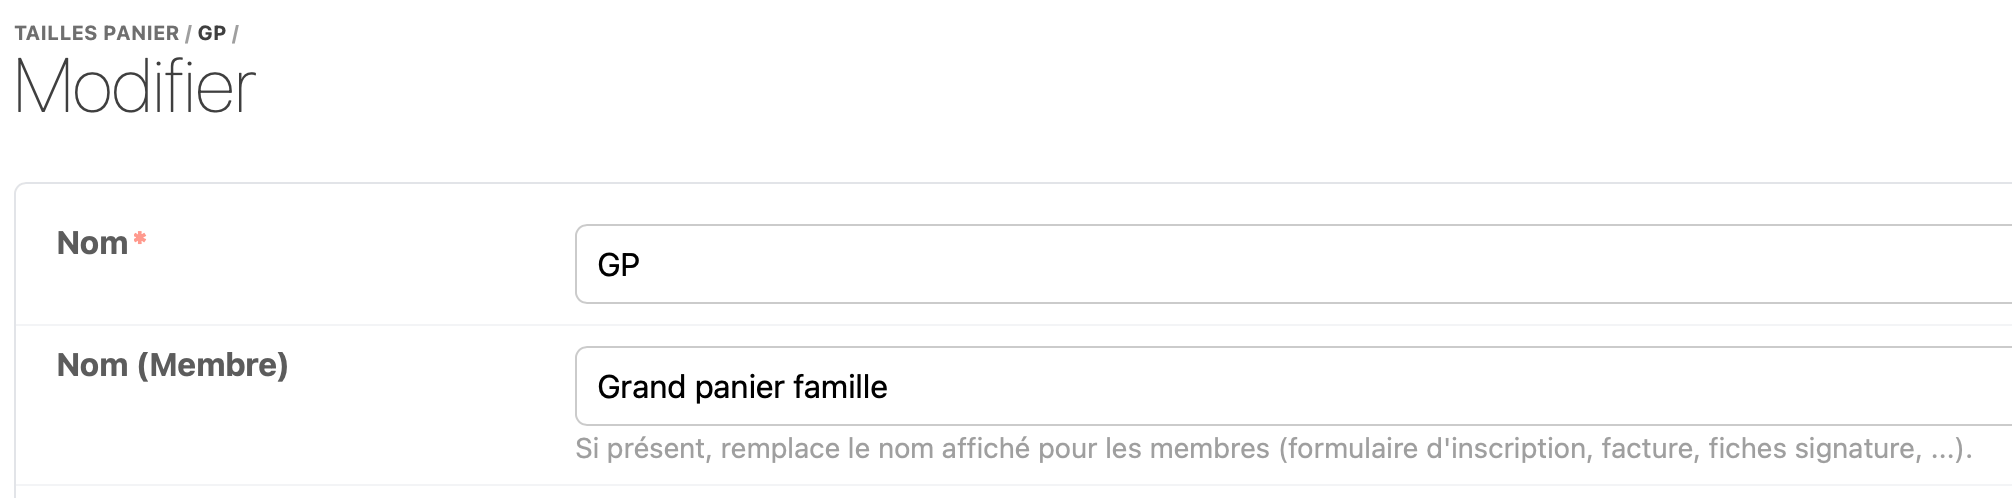 TAILLES PANIER / GP /
Modifier
Nom*
GP
Nom (Membre)
Grand panier famille
Si présent, remplace le nom affiché pour les membres (formulaire d'inscription, facture, fiches signature, ...).